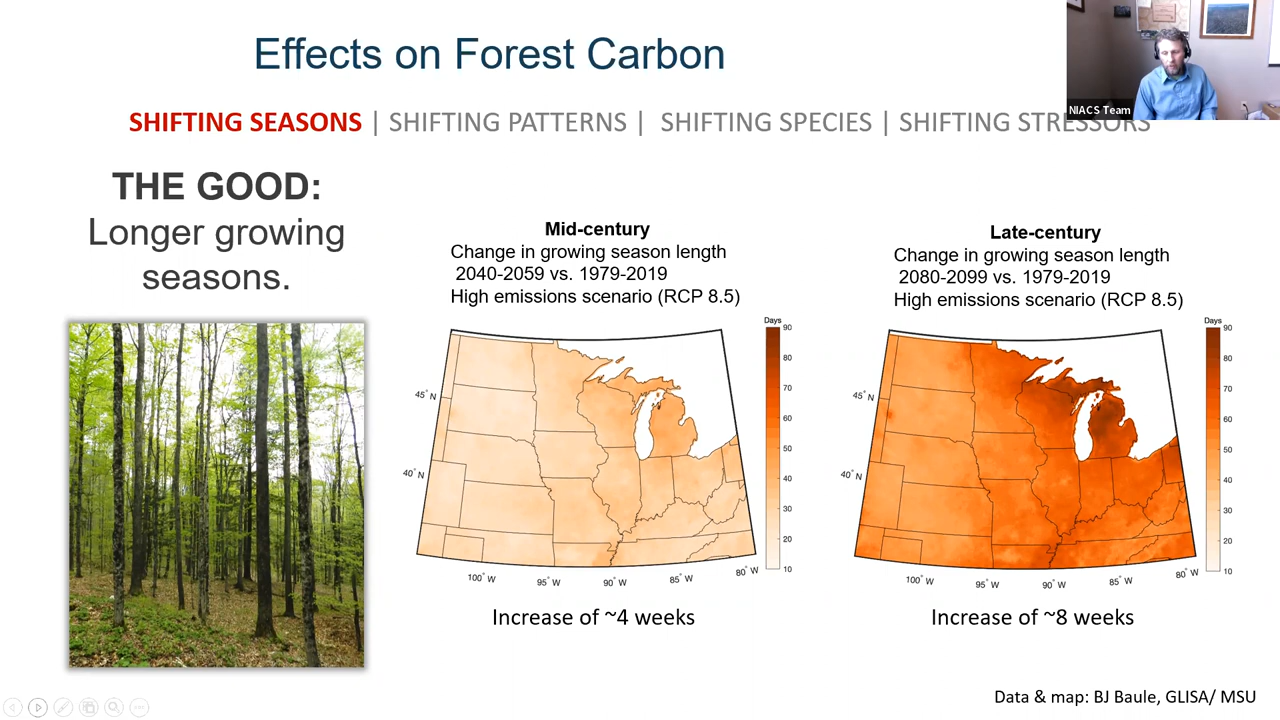 Effects on Forest Carbon
NIACS Team
SHIFTING SEASONS | SHIFTING PATTERNS | SHIFTING SPECIES | SHIFTING STRESSORS
THE GOOD:
Longer growing
seasons.
Mid-century
Change in growing season length
2040-2059 vs. 1979-2019
High emissions scenario (RCP 8.5)
Days
90
80
70
60
50
40
30
20
10
45° N
40° N
100° W
95° W
90° W
85° W
80° W
Increase of ~4 weeks
Late-century
Change in growing season length
2080-2099 vs. 1979-2019
High emissions scenario (RCP 8.5)
Days
90
80
70
60
50
40
30
20
10
45° N
40° N
100° W
95° W
90° W
85° W
80° W
Increase of ~8 weeks
Data & map: BJ Baule, GLISA/ MSU